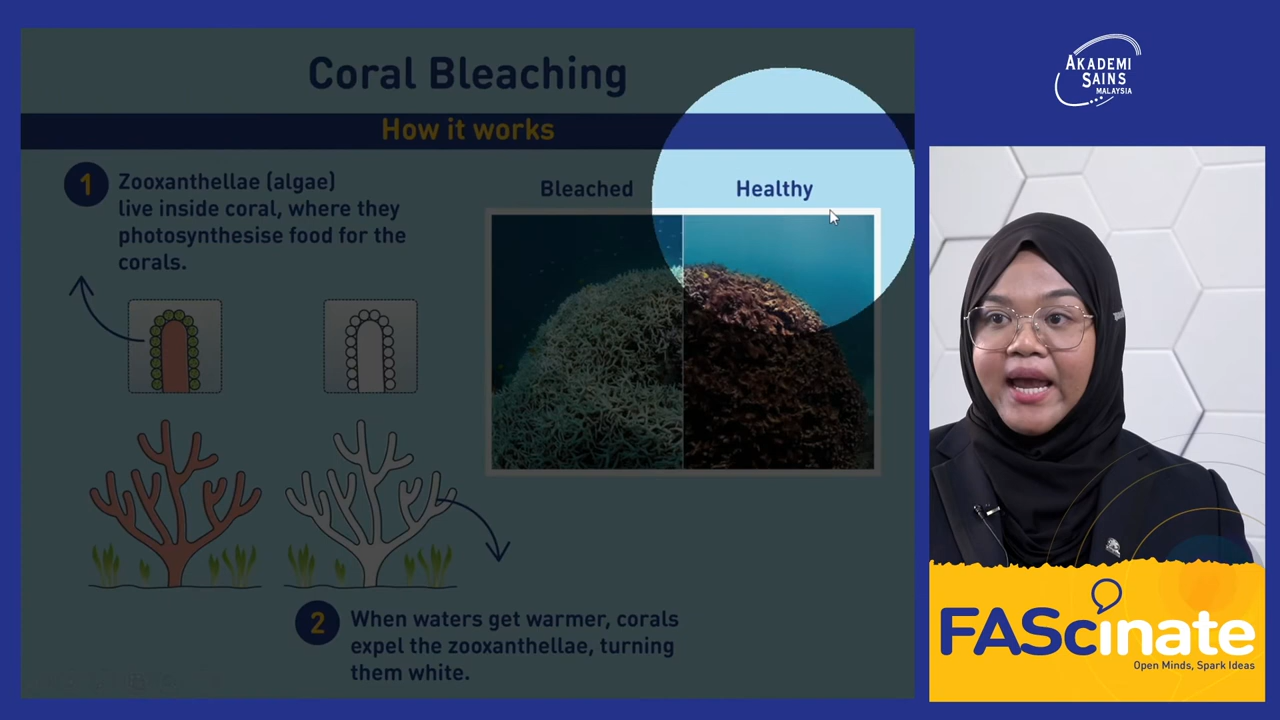 Coral Bleaching
How it works
1
Zooxanthellae (algae)
live inside coral, where they
photosynthesise food for the
corals.
Bleached
Healthy
2
When waters get warmer, corals
expel the zooxanthellae, turning
them white.
AKADEMI
SAINS
MALAYSIA
FAScinate
Open Minds, Spark Ideas